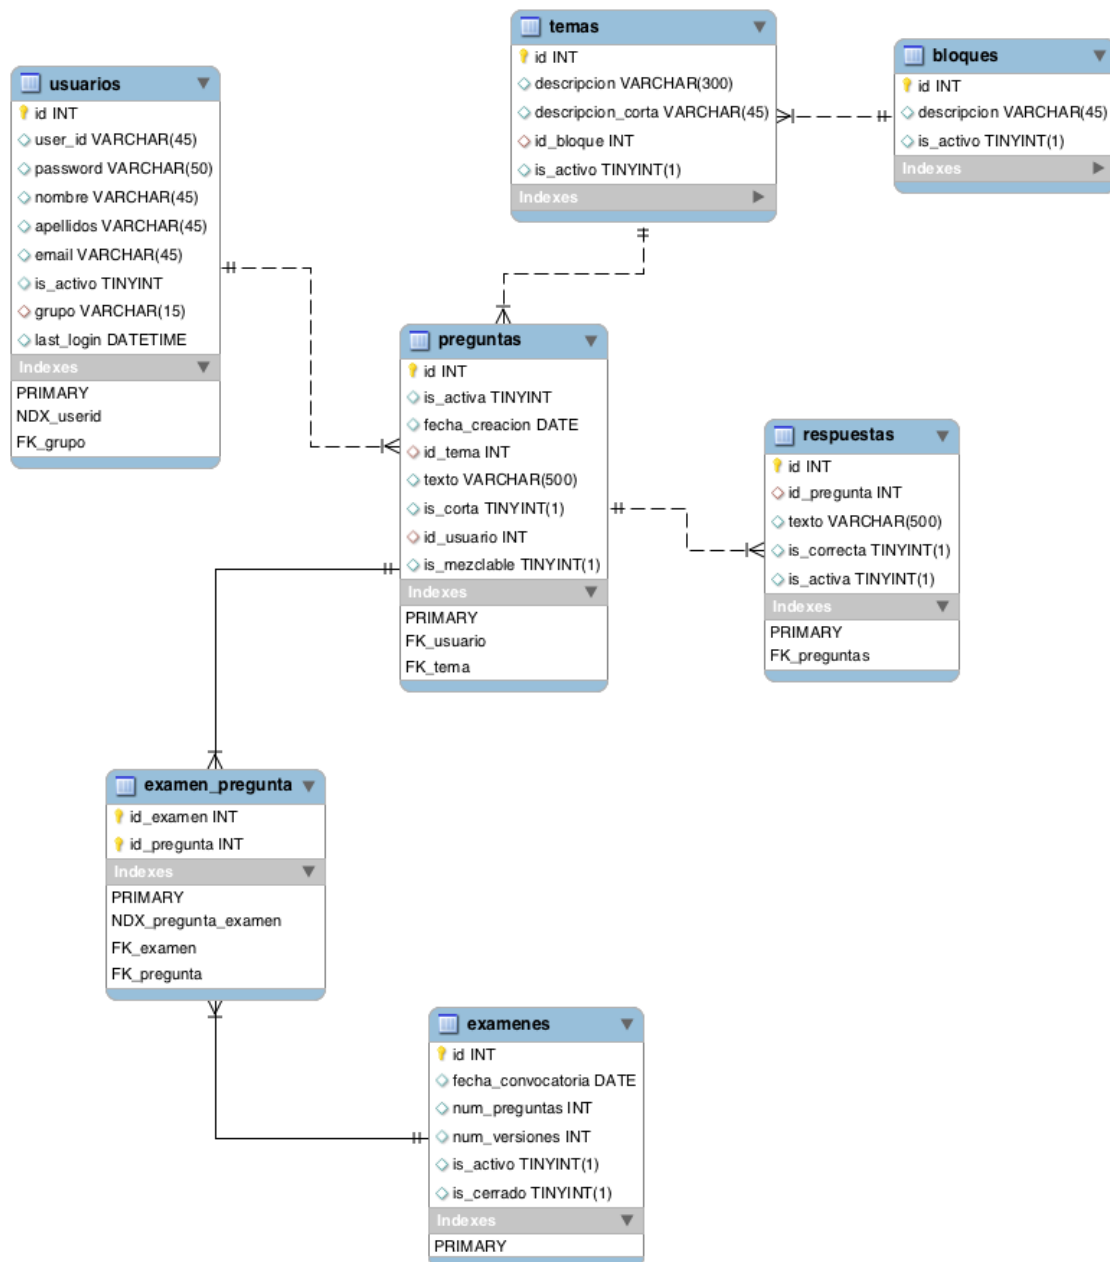 temas
id INT
descripcion VARCHAR(300)
descripcion_corta VARCHAR(45)
id_bloque INT
is_activo TINYINT(1)
Indexes
bloques
id INT
descripcion VARCHAR(45)
is_activo TINYINT(1)
Indexes
usuarios
id INT
user_id VARCHAR(45)
password VARCHAR(50)
nombre VARCHAR(45)
apellidos VARCHAR(45)
email VARCHAR(45)
is_activo TINYINT
grupo VARCHAR(15)
last_login DATETIME
Indexes
PRIMARY
NDX_userid
FK_grupo
preguntas
id INT
is_activa TINYINT
fecha_creacion DATE
id_tema INT
texto VARCHAR(500)
is_corta TINYINT(1)
id_usuario INT
is_mezclable TINYINT(1)
Indexes
PRIMARY
FK_usuario
FK_tema
respuestas
id INT
id_pregunta INT
texto VARCHAR(500)
is_correcta TINYINT(1)
is_activa TINYINT(1)
Indexes
PRIMARY
FK_preguntas
examen_pregunta
id_examen INT
id_pregunta INT
Indexes
PRIMARY
NDX_pregunta_examen
FK_examen
FK_pregunta
examenes
id INT
fecha_convocatoria DATE
num_preguntas INT
num_versiones INT
is_activo TINYINT(1)
is_cerrado TINYINT(1)
Indexes
PRIMARY